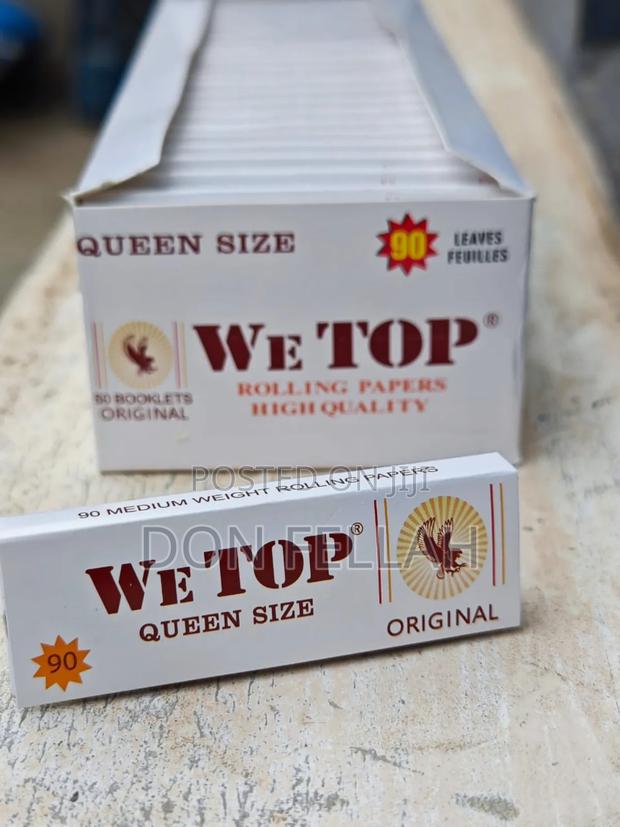 QUEEN SIZE
90 LEAVES
FEUILLES
WE TOP®
ROLLING PAPERS
HIGH QUALITY
50 BOOKLETS
ORIGINAL
POSTED ON jiji
DON FELLAH
90 MEDIUM WEIGHT ROLLING PAPERS
WE TOP®
QUEEN SIZE
90
ORIGINAL